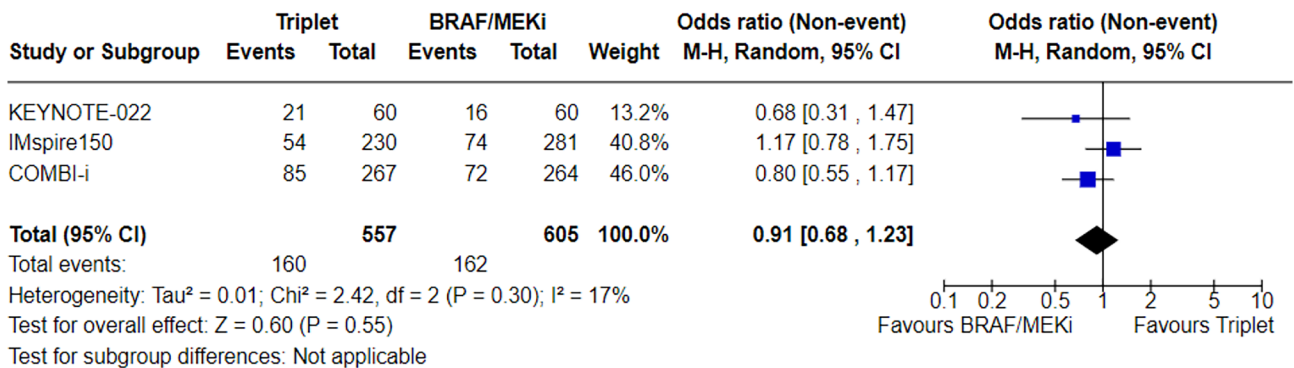 Triplet BRAF/MEKi Odds ratio (Non-event) Odds ratio (Non-event)
Study or Subgroup Events Total Events Total Weight M-H, Random, 95% CI M-H, Random, 95% CI
KEYNOTE-022 21 60 16 60 13.2% 0.68 [0.31 , 1.47]
IMspire150 54 230 74 281 40.8% 1.17 [0.78 , 1.75]
COMBI-i 85 267 72 264 46.0% 0.80 [0.55 , 1.17]
Total (95% CI) 557 605 100.0% 0.91 [0.68 , 1.23]
Total events: 160 162
Heterogeneity: Tau² = 0.01; Chi² = 2.42, df = 2 (P = 0.30); I² = 17%
0.1 0.2 0.5 1 2 5 10
Test for overall effect: Z = 0.60 (P = 0.55) Favours BRAF/MEKi Favours Triplet
Test for subgroup differences: Not applicable